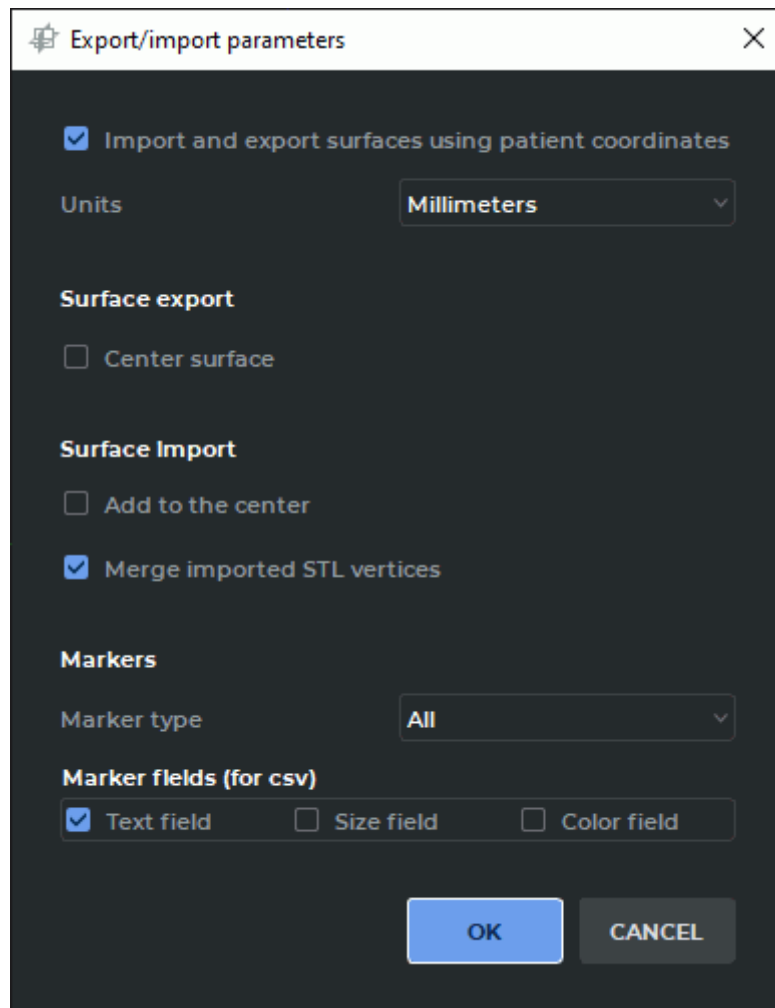 Export/import parameters
Import and export surfaces using patient coordinates
Units Millimeters
Surface export
Center surface
Surface Import
Add to the center
Merge imported STL vertices
Markers
Marker type All
Marker fields (for csv)
Text field Size field Color field
OK CANCEL